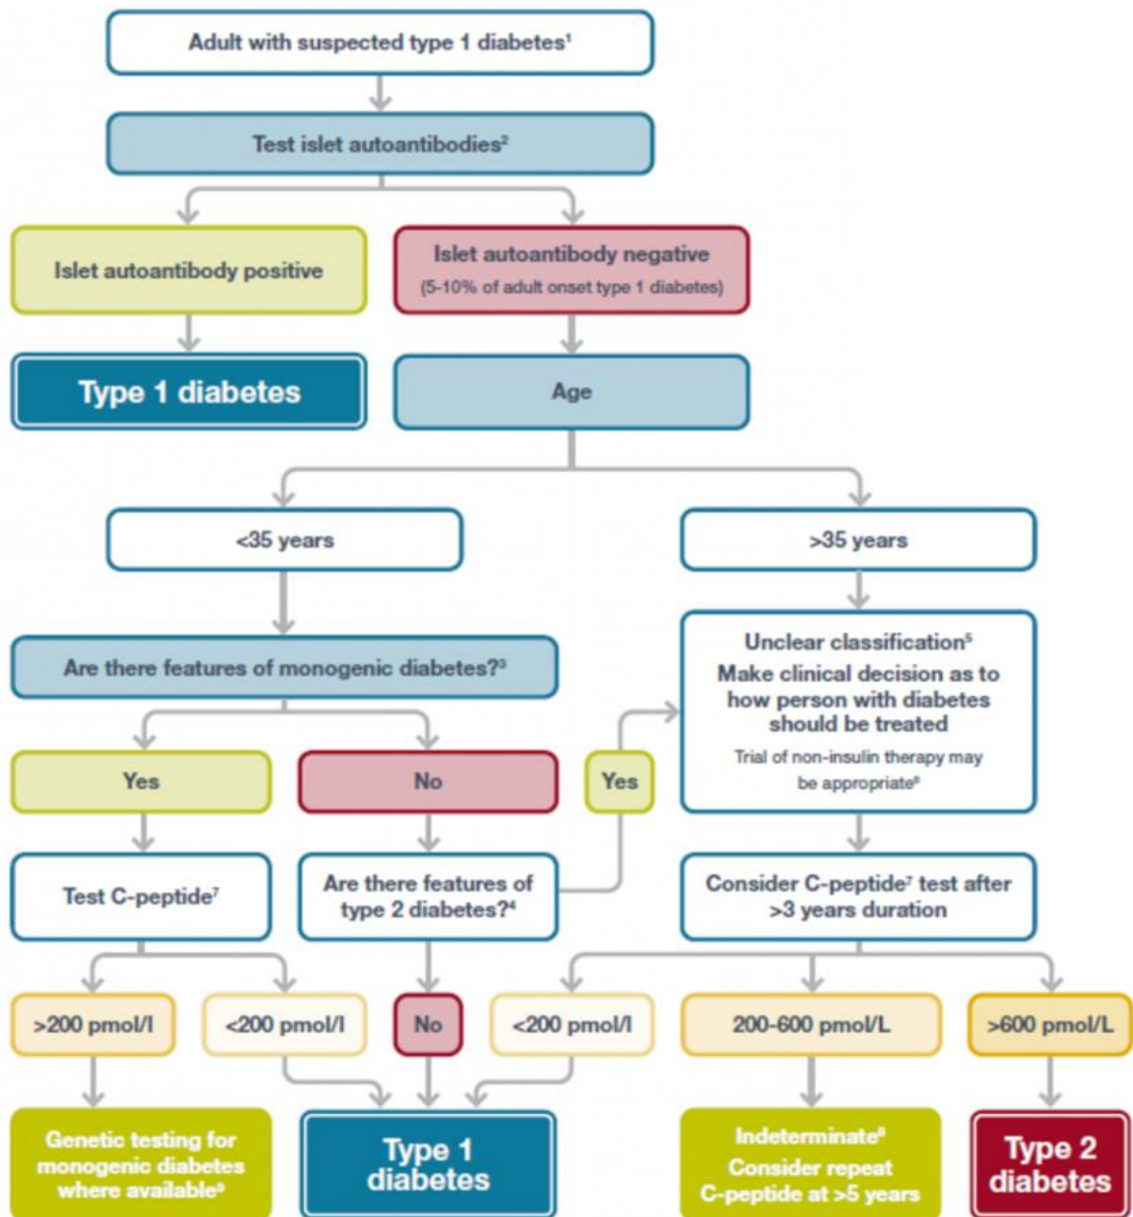 Adult with suspected type 1 diabetes¹
Test islet autoantibodies²
Islet autoantibody positive
Islet autoantibody negative
(5-10% of adult onset type 1 diabetes)
Type 1 diabetes
Age
<35 years
>35 years
Are there features of monogenic diabetes?³
Unclear classification⁵
Make clinical decision as to
how person with diabetes
should be treated
Trial of non-insulin therapy may
be appropriate⁶
Yes
No
Yes
Test C-peptide⁷
Are there features of
type 2 diabetes?⁴
Consider C-peptide⁷ test after
>3 years duration
>200 pmol/l
<200 pmol/l
No
<200 pmol/l
200-600 pmol/L
>600 pmol/L
Genetic testing for
monogenic diabetes
where available⁹
Type 1
diabetes
Indeterminate⁸
Consider repeat
C-peptide at >5 years
Type 2
diabetes